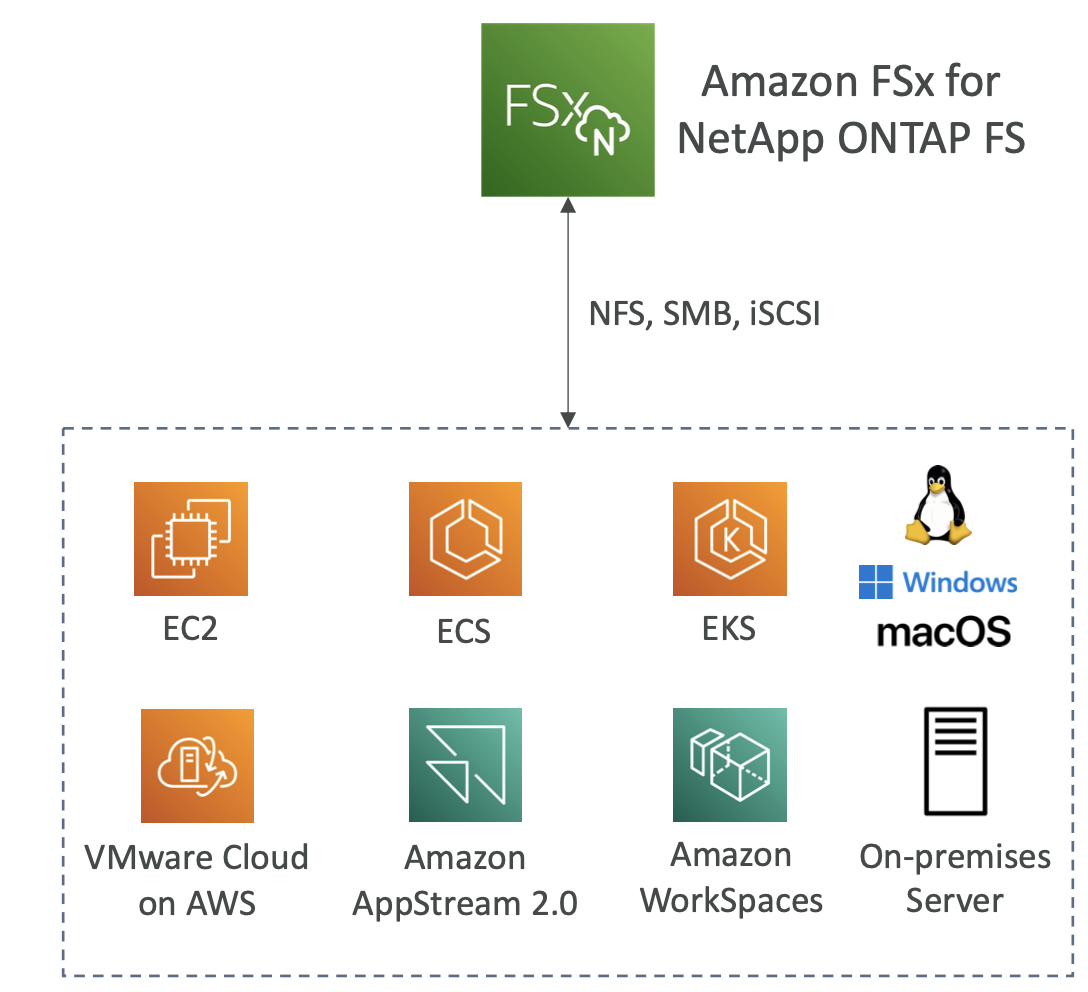 FSx
N
Amazon FSx for
NetApp ONTAP FS
NFS, SMB, iSCSI
EC2
ECS
K
EKS
Windows
macOS
VMware Cloud
on AWS
Amazon
AppStream 2.0
Amazon
WorkSpaces
On-premises
Server